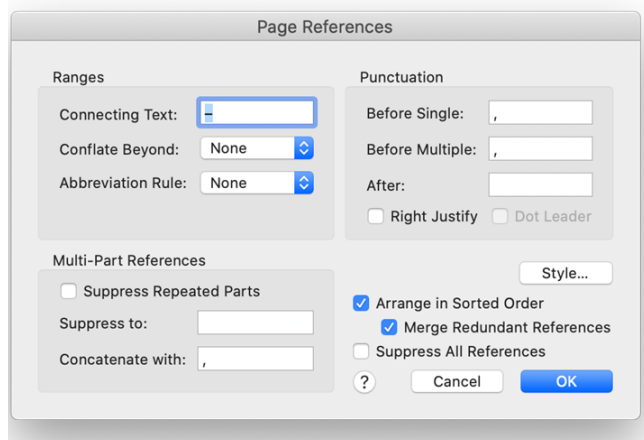 Page References
Ranges
Connecting Text: –
Conflate Beyond: None
Abbreviation Rule: None
Punctuation
Before Single: ,
Before Multiple: ,
After:
Right Justify Dot Leader
Multi-Part References
Suppress Repeated Parts
Suppress to:
Concatenate with: ,
Style...
Arrange in Sorted Order
Merge Redundant References
Suppress All References
? Cancel OK